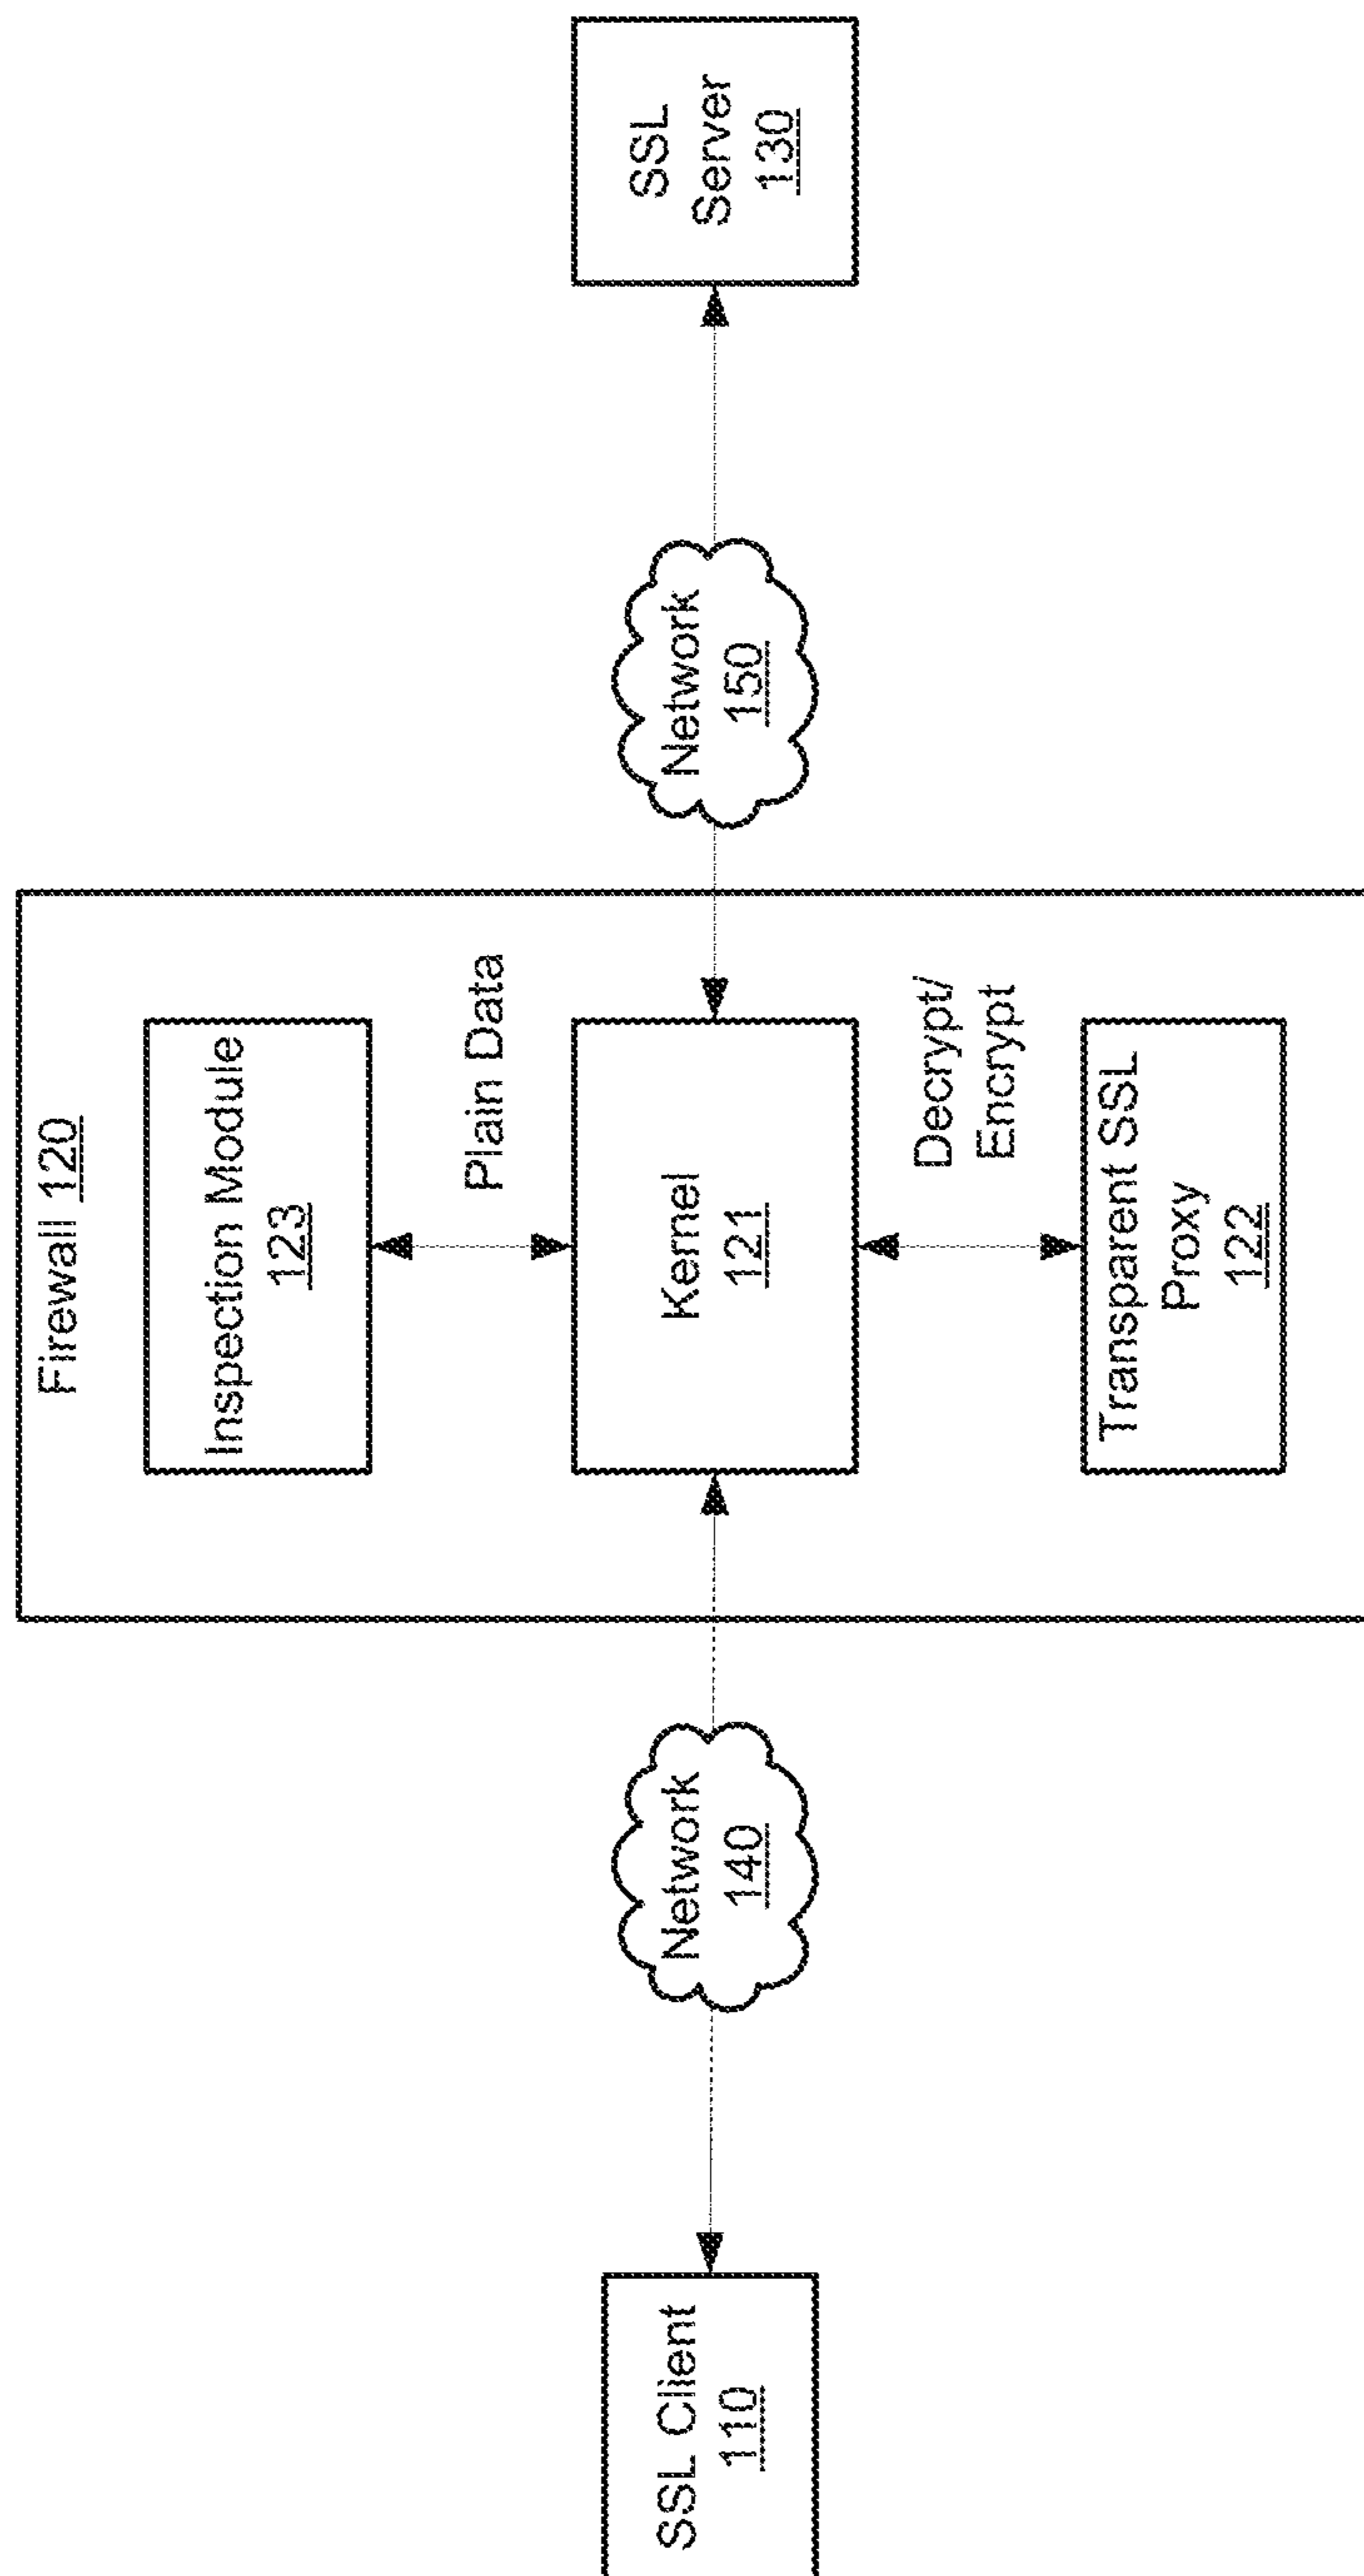 Firewall 120
Inspection Module
123
Plain Data
SSL Client
110
Network
140
Kernel
121
Network
150
SSL
Server
130
Decrypt/
Encrypt
Transparent SSL
Proxy
122